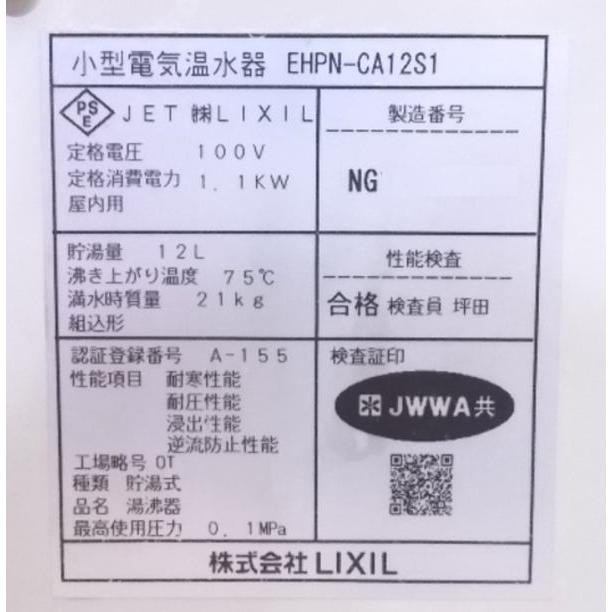 小型電気温水器 EHPN-CA12S1
PS
E
JET ㈱LIXIL
定格電圧 100V
定格消費電力 1.1KW
屋内用
製造番号
NG
貯湯量 12L
沸き上がり温度 75℃
満水時質量 21kg
組込形
性能検査
合格 検査員 坪田
認証登録番号 A-155
性能項目 耐寒性能
耐圧性能
浸出性能
逆流防止性能
工場略号 OT
種類 貯湯式
品名 湯沸器
最高使用圧力 0.1MPa
検査証印
JWWA共
株式会社 LIXIL